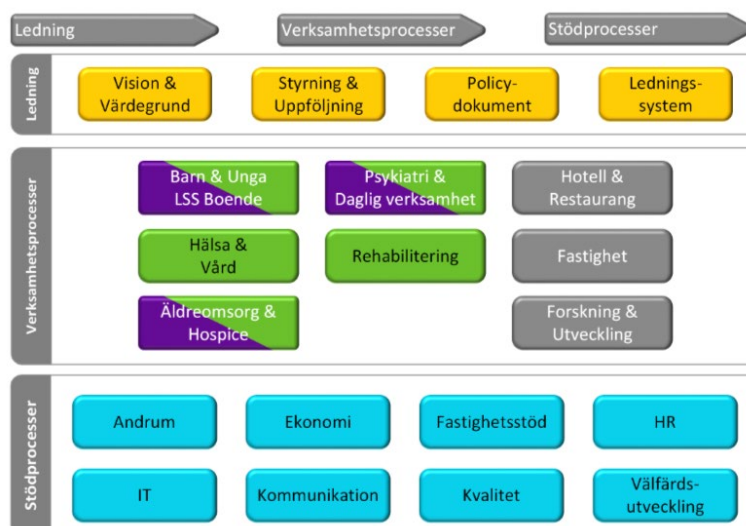 Ledning
Verksamhetsprocesser
Stödprocesser
Ledning
Vision &
Värdegrund
Styrning &
Uppföljning
Policy-
dokument
Lednings-
system
Verksamhetsprocesser
Barn & Unga
LSS Boende
Psykiatri &
Daglig verksamhet
Hotell &
Restaurang
Hälsa &
Vård
Rehabilitering
Fastighet
Äldreomsorg &
Hospice
Forskning &
Utveckling
Stödprocesser
Andrum
Ekonomi
Fastighetsstöd
HR
IT
Kommunikation
Kvalitet
Välfärds-
utveckling